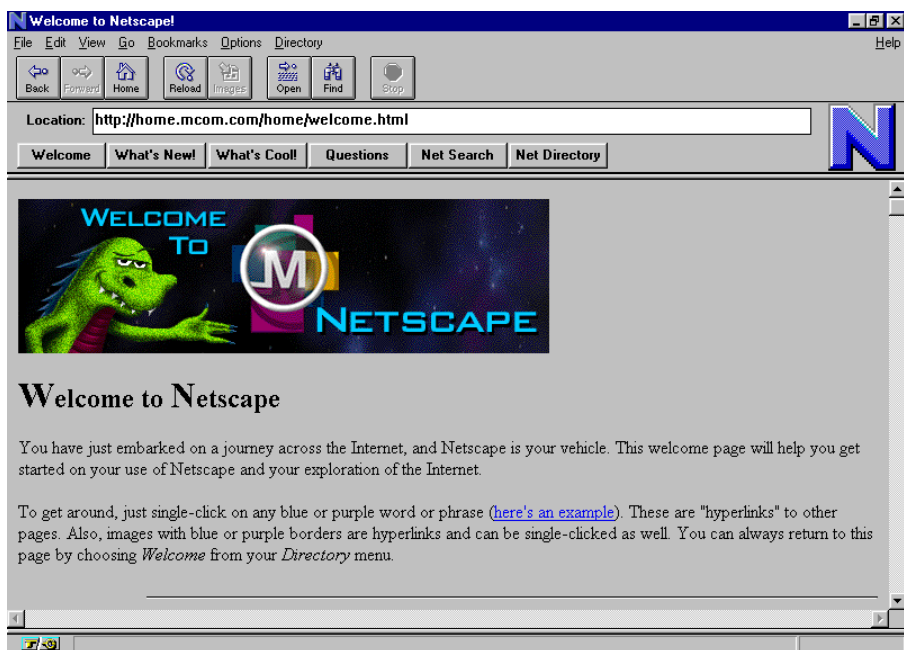 Welcome to Netscape!
File Edit View Go Bookmarks Options Directory Help
Back Forward Home Reload Images Open Find Stop
Location: http://home.mcom.com/home/welcome.html
N
Welcome What's New! What's Cool! Questions Net Search Net Directory
WELCOME
TO
M
NETSCAPE
Welcome to Netscape
You have just embarked on a journey across the Internet, and Netscape is your vehicle. This welcome page will help you get
started on your use of Netscape and your exploration of the Internet.
To get around, just single-click on any blue or purple word or phrase (here's an example). These are "hyperlinks" to other
pages. Also, images with blue or purple borders are hyperlinks and can be single-clicked as well. You can always return to this
page by choosing Welcome from your Directory menu.